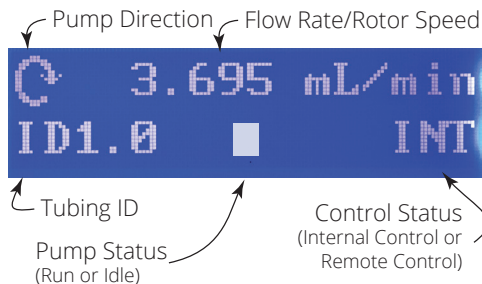 Pump Direction
Flow Rate/Rotor Speed
3.695 mL/min
ID1.0
INT
Tubing ID
Pump Status
(Run or Idle)
Control Status
(Internal Control or
Remote Control)